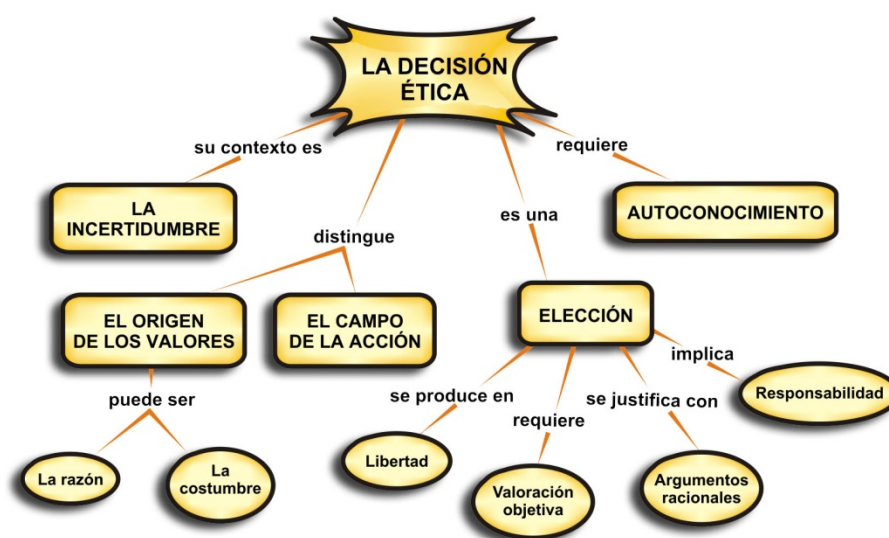 LA DECISIÓN
ÉTICA
su contexto es
requiere
LA
INCERTIDUMBRE
AUTOCONOCIMIENTO
distingue
es una
EL ORIGEN
DE LOS VALORES
EL CAMPO
DE LA ACCIÓN
ELECCIÓN
puede ser
se produce en
requiere
se justifica con
implica
La razón
La
costumbre
Libertad
Valoración
objetiva
Argumentos
racionales
Responsabilidad